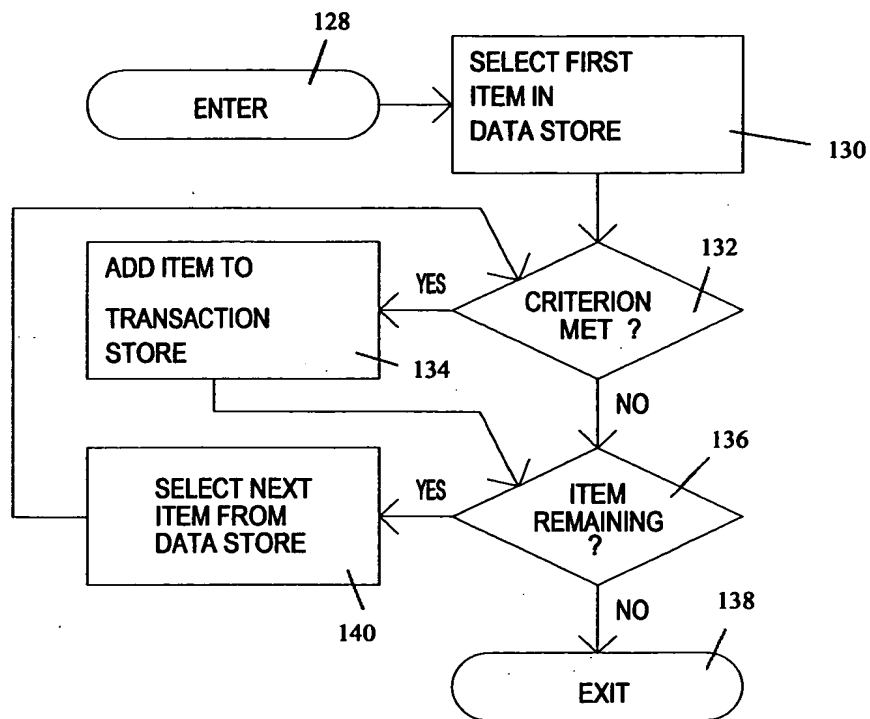 128
ENTER
SELECT FIRST
ITEM IN
DATA STORE
130
ADD ITEM TO
TRANSACTION
STORE
134
YES
132
CRITERION
MET ?
NO
136
SELECT NEXT
ITEM FROM
DATA STORE
140
YES
ITEM
REMAINING
?
NO
138
EXIT